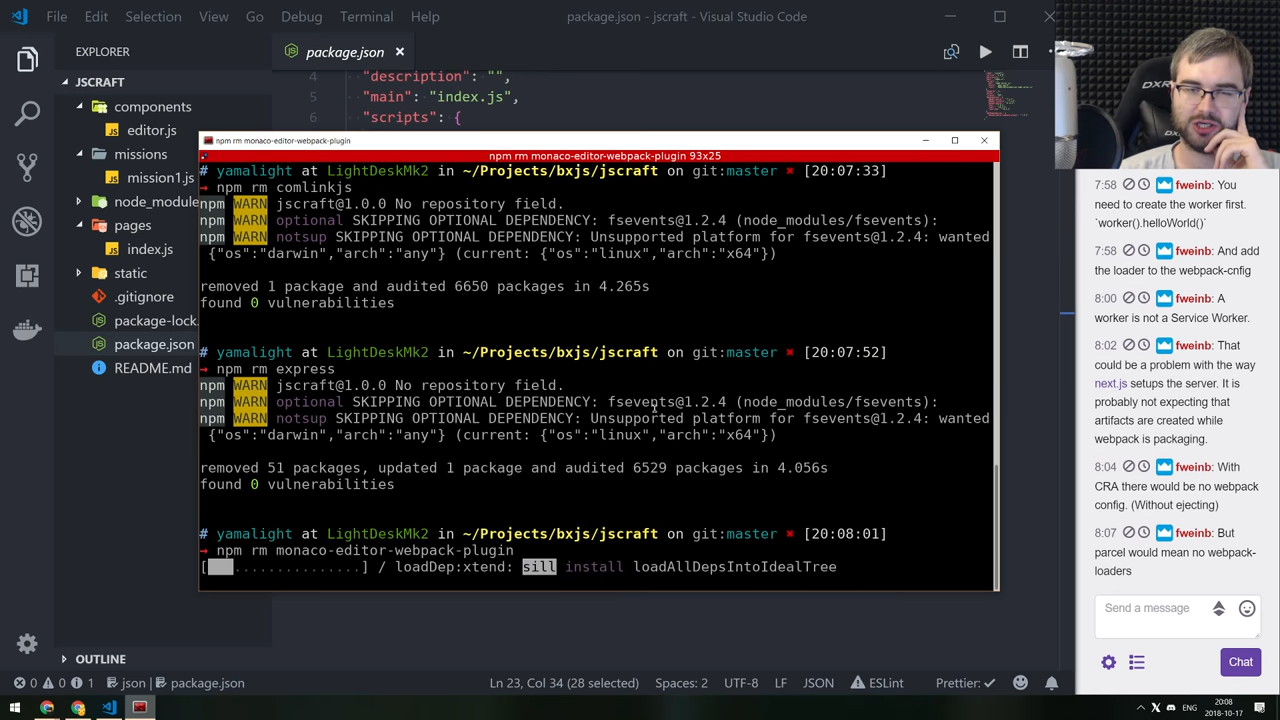 File Edit Selection View Go Debug Terminal Help
package.json - jscraft - Visual Studio Code
EXPLORER
JSCRAFT
components
editor.js
missions
mission1.js
node_module
pages
index.js
static
.gitignore
package-lock.
package.json
README.md
OUTLINE
package.json
4 "description": "",
5 "main": "index.js",
6 "scripts": {
npm rm monaco-editor-webpack-plugin
npm rm monaco-editor-webpack-plugin 93x25
# yamalight at LightDeskMk2 in ~/Projects/bxjs/jscraft on git:master ✖ [20:07:33]
→ npm rm comlinkjs
npm WARN jscraft@1.0.0 No repository field.
npm WARN optional SKIPPING OPTIONAL DEPENDENCY: fsevents@1.2.4 (node_modules/fsevents):
npm WARN notsup SKIPPING OPTIONAL DEPENDENCY: Unsupported platform for fsevents@1.2.4: wanted
{"os":"darwin","arch":"any"} (current: {"os":"linux","arch":"x64"})
removed 1 package and audited 6650 packages in 4.265s
found 0 vulnerabilities
# yamalight at LightDeskMk2 in ~/Projects/bxjs/jscraft on git:master ✖ [20:07:52]
→ npm rm express
npm WARN jscraft@1.0.0 No repository field.
npm WARN optional SKIPPING OPTIONAL DEPENDENCY: fsevents@1.2.4 (node_modules/fsevents):
npm WARN notsup SKIPPING OPTIONAL DEPENDENCY: Unsupported platform for fsevents@1.2.4: wanted
{"os":"darwin","arch":"any"} (current: {"os":"linux","arch":"x64"})
removed 51 packages, updated 1 package and audited 6529 packages in 4.056s
found 0 vulnerabilities
# yamalight at LightDeskMk2 in ~/Projects/bxjs/jscraft on git:master ✖ [20:08:01]
→ npm rm monaco-editor-webpack-plugin
[ ...............] / loadDep:xtend: sill install loadAllDepsIntoIdealTree
DXR
7:58 fweinb: You
need to create the worker first.
`worker().helloWorld()`
7:58 fweinb: And add
the loader to the webpack-cnfig
8:00 fweinb: A
worker is not a Service Worker.
8:02 fweinb: That
could be a problem with the way
next.js setups the server. It is
probably not expecting that
artifacts are created while
webpack is packaging.
8:04 fweinb: With
CRA there would be no webpack
config. (Without ejecting)
8:07 fweinb: But
parcel would mean no webpack-
loaders
Send a message
Chat
0 0 1 json package.json
Ln 23, Col 34 (28 selected) Spaces: 2 UTF-8 LF JSON ESLint Prettier: ✓
ENG
20:08
2018-10-17